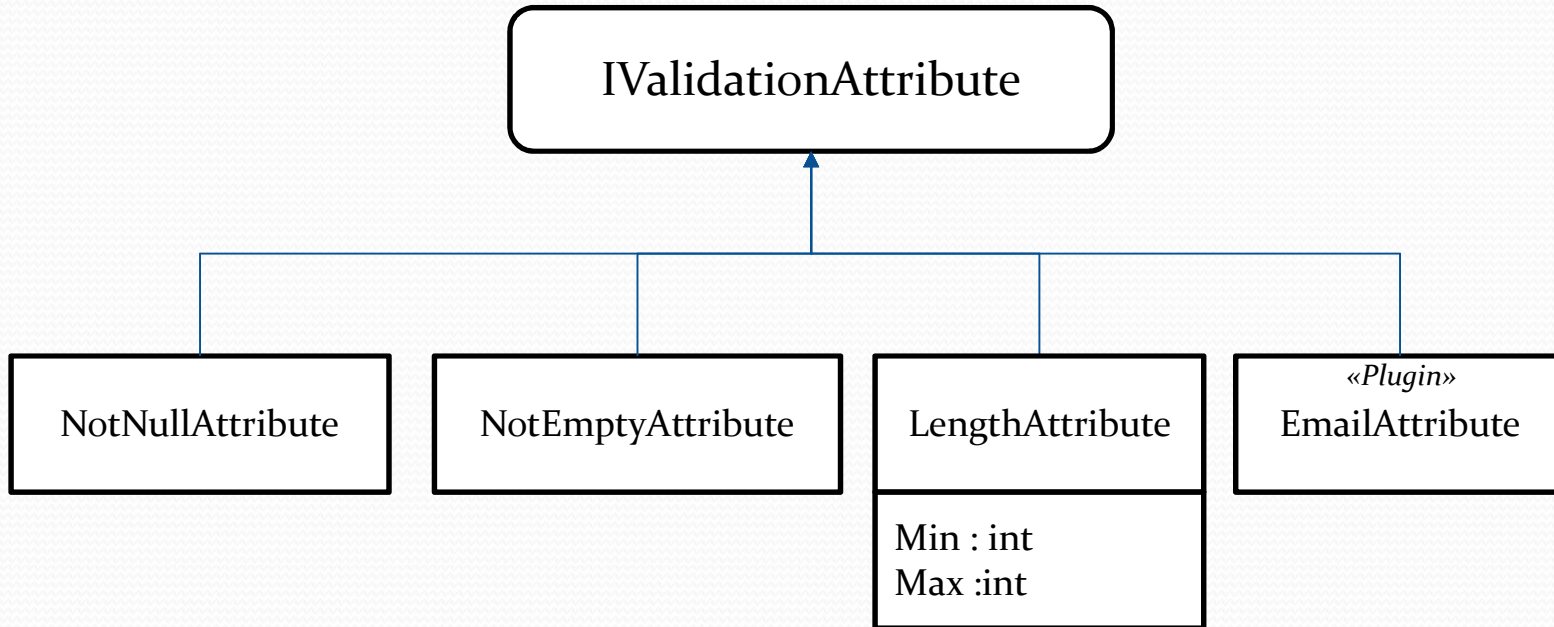 IValidationAttribute
NotNullAttribute
NotEmptyAttribute
LengthAttribute
Min : int
Max :int
«Plugin»
EmailAttribute